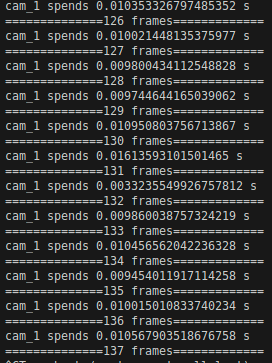 cam_1 spends 0.010353326797485352 s
==============126 frames=============
cam_1 spends 0.010021448135375977 s
==============127 frames=============
cam_1 spends 0.009800434112548828 s
==============128 frames=============
cam_1 spends 0.009744644165039062 s
==============129 frames=============
cam_1 spends 0.010950803756713867 s
==============130 frames=============
cam_1 spends 0.01613593101501465 s
==============131 frames=============
cam_1 spends 0.0033235549926757812 s
==============132 frames=============
cam_1 spends 0.009860038757324219 s
==============133 frames=============
cam_1 spends 0.010456562042236328 s
==============134 frames=============
cam_1 spends 0.009454011917114258 s
==============135 frames=============
cam_1 spends 0.010015010833740234 s
==============136 frames=============
cam_1 spends 0.010567903518676758 s
==============137 frames=============